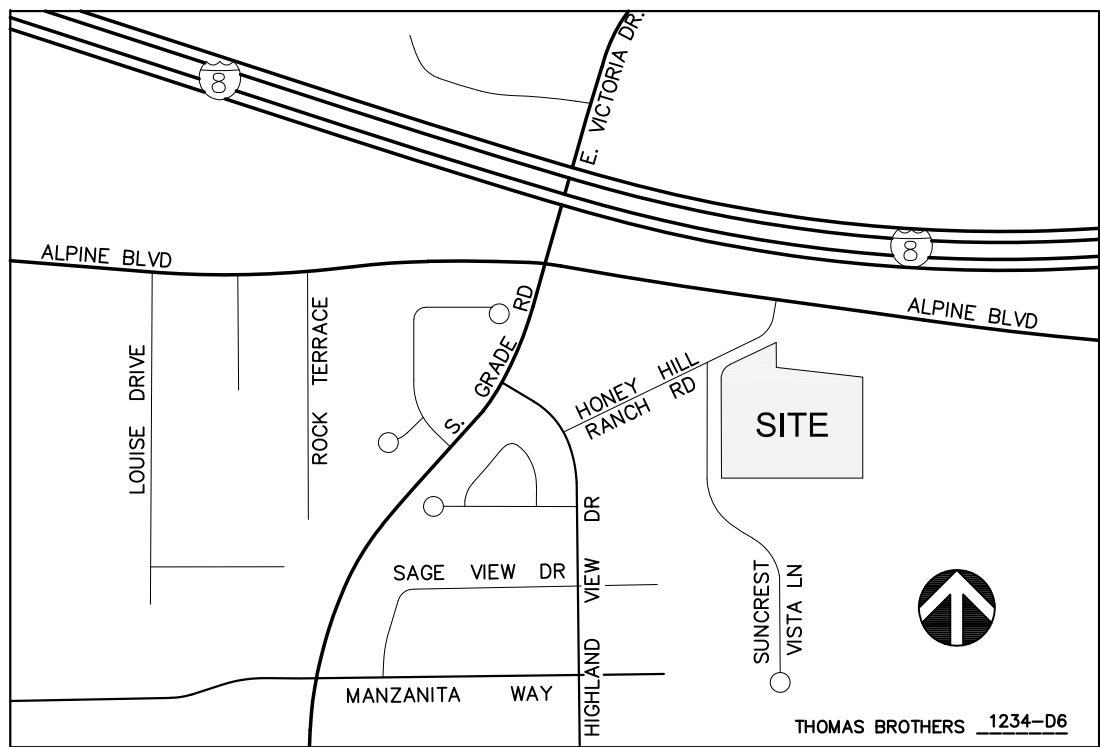 E. VICTORIA DR.
8
8
ALPINE BLVD
ALPINE BLVD
LOUISE DRIVE
ROCK TERRACE
S. GRADE RD
HONEY HILL
RANCH RD
SITE
SAGE VIEW DR
HIGHLAND VIEW DR
SUNCREST
VISTA LN
MANZANITA WAY
THOMAS BROTHERS 1234-D6